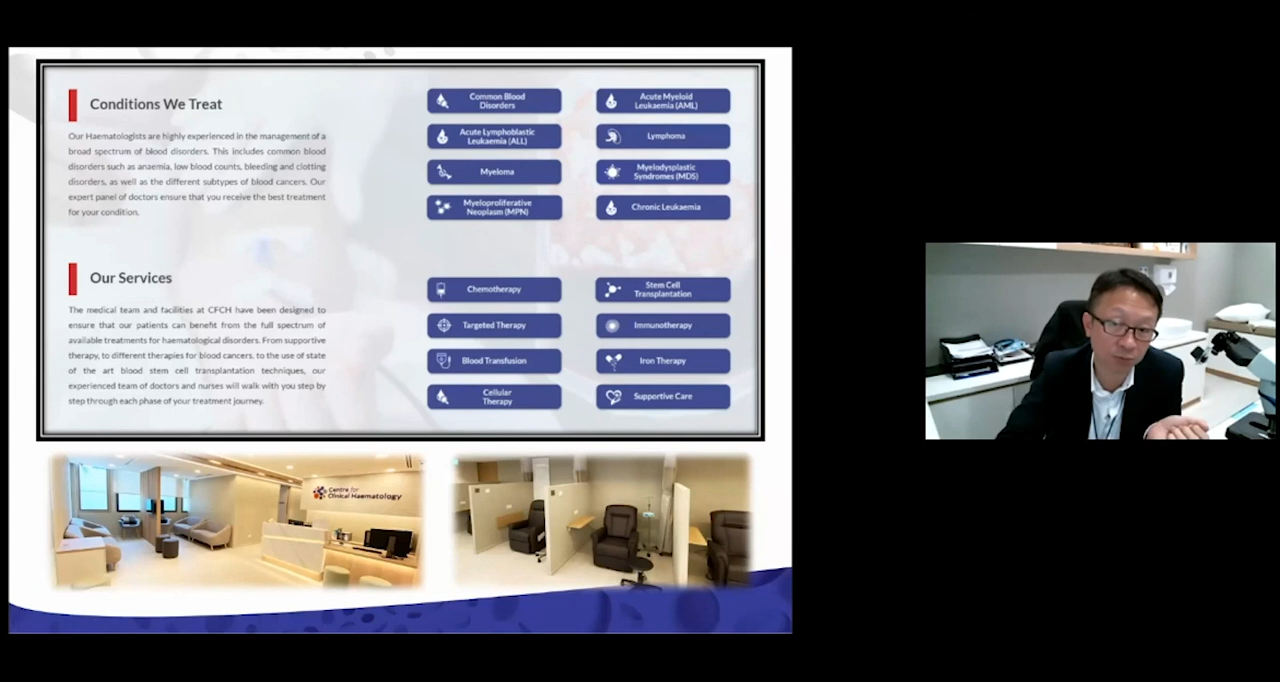 Conditions We Treat
Our Haematologists are highly experienced in the management of a
broad spectrum of blood disorders. This includes common blood
disorders such as anaemia, low blood counts, bleeding and clotting
disorders, as well as the different subtypes of blood cancers. Our
expert panel of doctors ensure that you receive the best treatment
for your condition.
Common Blood
Disorders
Acute Myeloid
Leukaemia (AML)
Acute Lymphoblastic
Leukaemia (ALL)
Lymphoma
Myeloma
Myelodysplastic
Syndromes (MDS)
Myeloproliferative
Neoplasm (MPN)
Chronic Leukaemia
Our Services
The medical team and facilities at CFCH have been designed to
ensure that our patients can benefit from the full spectrum of
available treatments for haematological disorders. From supportive
therapy, to different therapies for blood cancers, to the use of state
of the art blood stem cell transplantation techniques, our
experienced team of doctors and nurses will walk with you step by
step through each phase of your treatment journey.
Chemotherapy
Stem Cell
Transplantation
Targeted Therapy
Immunotherapy
Blood Transfusion
Iron Therapy
Cellular
Therapy
Supportive Care
Centre for
Clinical Haematology